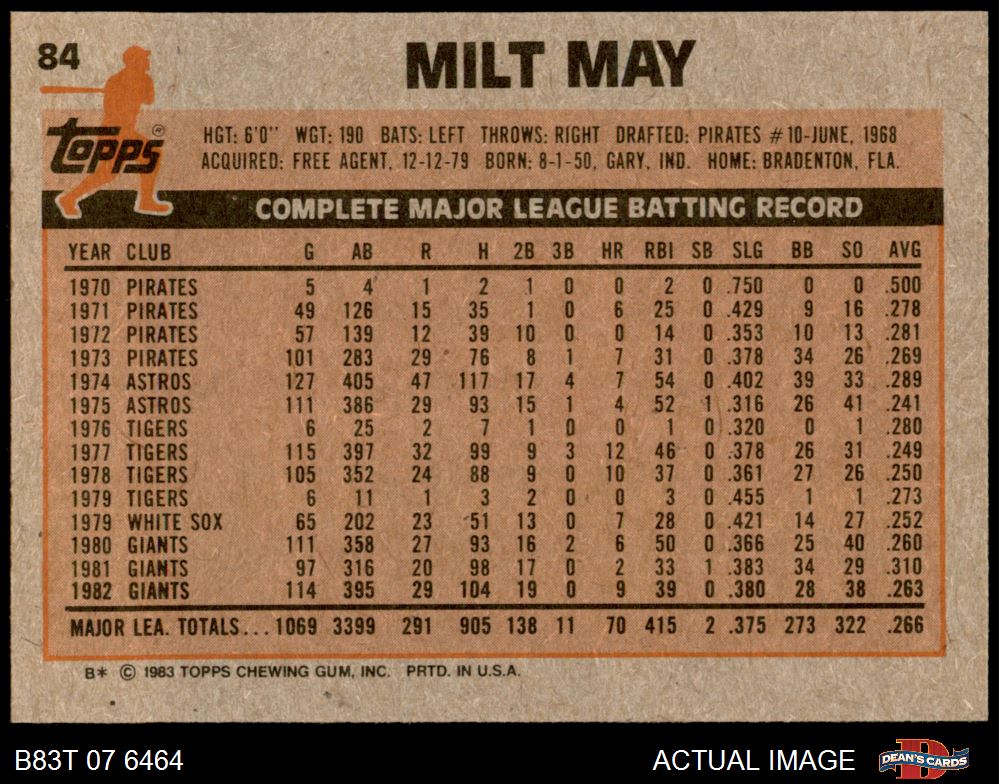 84
MILT MAY
TOPPS ®
HGT: 6'0" WGT: 190 BATS: LEFT THROWS: RIGHT DRAFTED: PIRATES #10-JUNE, 1968
ACQUIRED: FREE AGENT, 12-12-79 BORN: 8-1-50, GARY, IND. HOME: BRADENTON, FLA.
COMPLETE MAJOR LEAGUE BATTING RECORD
YEAR CLUB G AB R H 2B 3B HR RBI SB SLG BB SO AVG
1970 PIRATES 5 4 1 2 1 0 0 2 0 .750 0 0 .500
1971 PIRATES 49 126 15 35 1 0 6 25 0 .429 9 16 .278
1972 PIRATES 57 139 12 39 10 0 0 14 0 .353 10 13 .281
1973 PIRATES 101 283 29 76 8 1 7 31 0 .378 34 26 .269
1974 ASTROS 127 405 47 117 17 4 7 54 0 .402 39 33 .289
1975 ASTROS 111 386 29 93 15 1 4 52 1 .316 26 41 .241
1976 TIGERS 6 25 2 7 1 0 0 1 0 .320 0 1 .280
1977 TIGERS 115 397 32 99 9 3 12 46 0 .378 26 31 .249
1978 TIGERS 105 352 24 88 9 0 10 37 0 .361 27 26 .250
1979 TIGERS 6 11 1 3 2 0 0 3 0 .455 1 1 .273
1979 WHITE SOX 65 202 23 51 13 0 7 28 0 .421 14 27 .252
1980 GIANTS 111 358 27 93 16 2 6 50 0 .366 25 40 .260
1981 GIANTS 97 316 20 98 17 0 2 33 1 .383 34 29 .310
1982 GIANTS 114 395 29 104 19 0 9 39 0 .380 28 38 .263
MAJOR LEA. TOTALS... 1069 3399 291 905 138 11 70 415 2 .375 273 322 .266
B* © 1983 TOPPS CHEWING GUM, INC. PRTD. IN U.S.A.
B83T 07 6464
ACTUAL IMAGE
D
DEAN'S CARDS